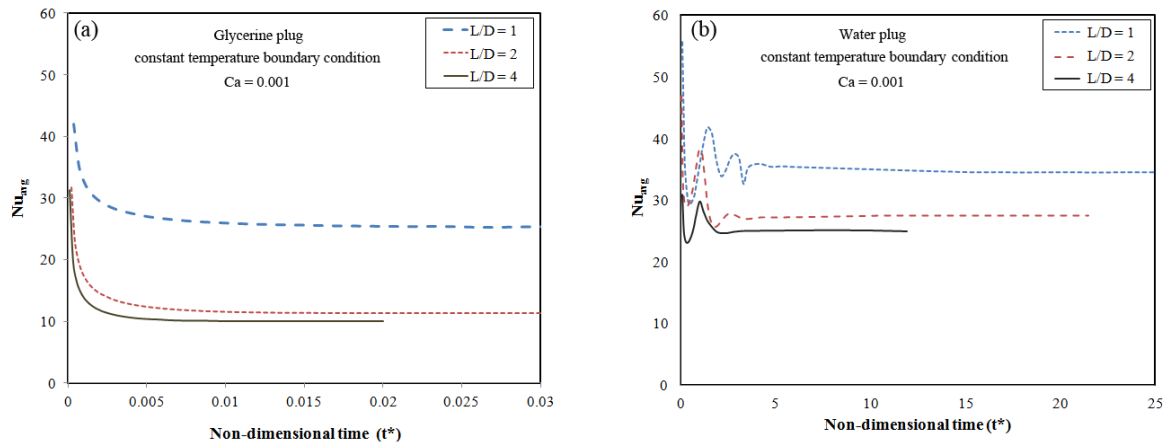 (a)
Glycerine plug
constant temperature boundary condition
Ca = 0.001
L/D = 1
L/D = 2
L/D = 4
60
50
40
30
20
10
0
Nu_avg
0 0.005 0.01 0.015 0.02 0.025 0.03
Non-dimensional time (t*)
(b)
Water plug
constant temperature boundary condition
Ca = 0.001
L/D = 1
L/D = 2
L/D = 4
60
50
40
30
20
10
0
Nu_avg
0 5 10 15 20 25
Non-dimensional time (t*)